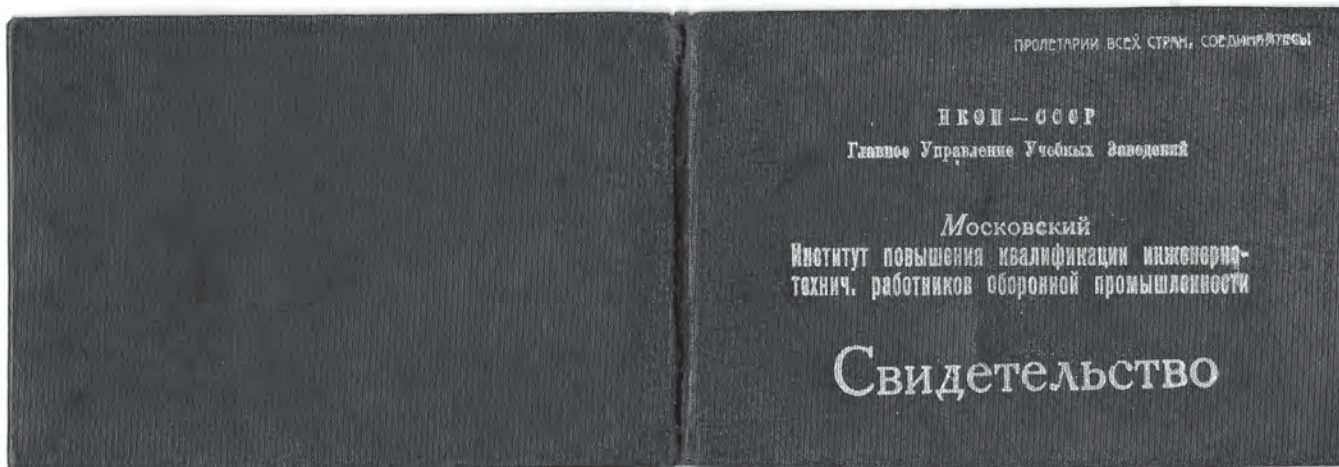 ПРОЛЕТАРИИ ВСЕХ СТРАН, СОЕДИНЯЙТЕСЬ!
НКОП — СССР
Главное Управление Учебных Заведений
Московский
Институт повышения квалификации инженерно-
технич. работников оборонной промышленности
Свидетельство